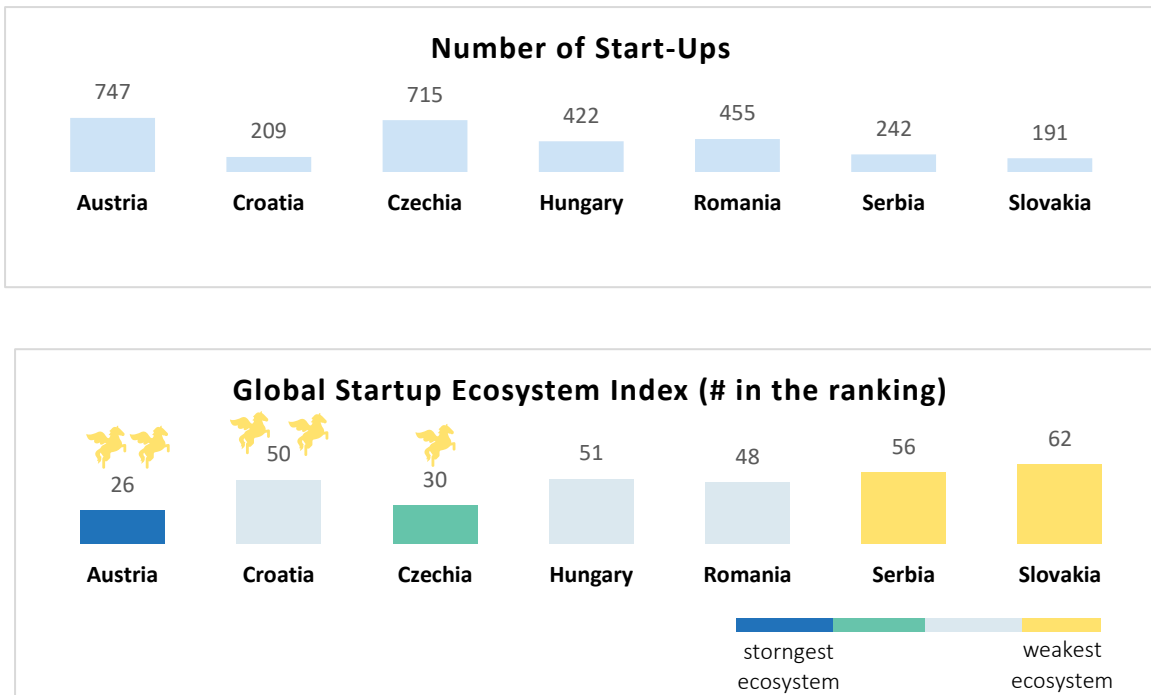 Number of Start-Ups
747 209 715 422 455 242 191
Austria Croatia Czechia Hungary Romania Serbia Slovakia
Global Startup Ecosystem Index (# in the ranking)
26 50 30 51 48 56 62
Austria Croatia Czechia Hungary Romania Serbia Slovakia
storngest weakest
ecosystem ecosystem